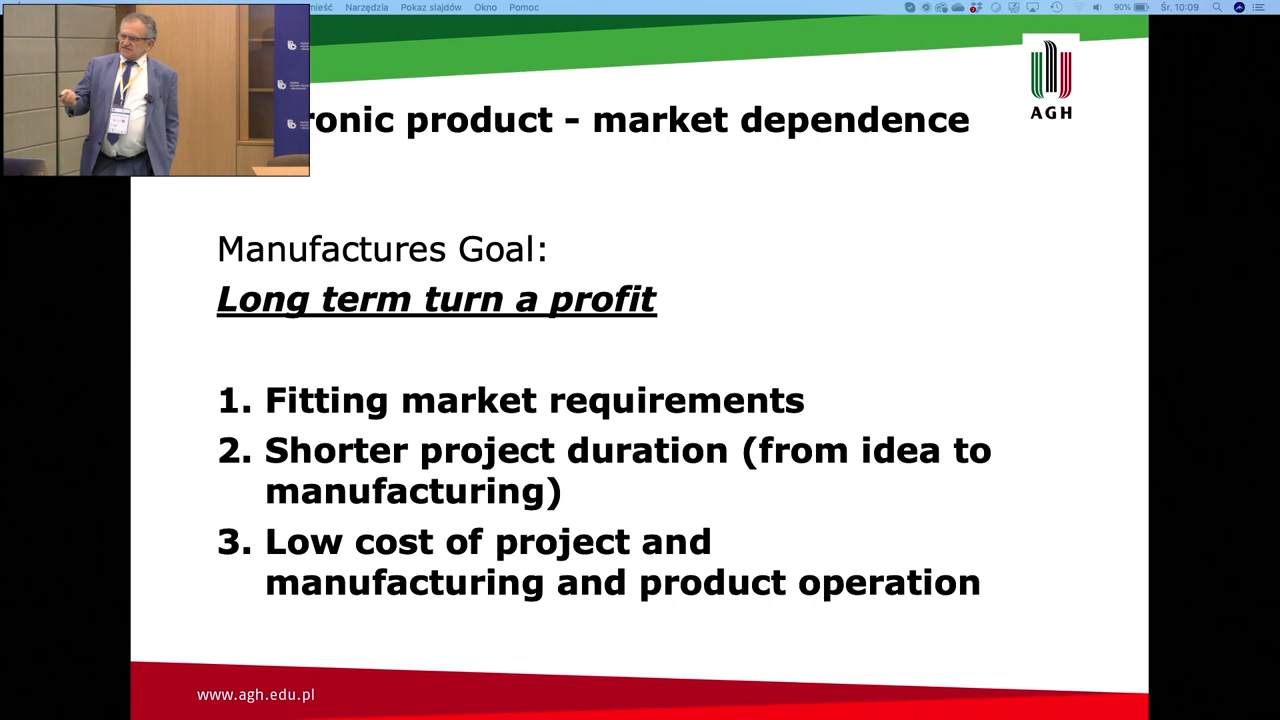 Narzędzia Pokaz slajdów Okno Pomoc 90% Śr. 10:09
AGH
product - market dependence
Manufactures Goal:
Long term turn a profit
1. Fitting market requirements
2. Shorter project duration (from idea to
manufacturing)
3. Low cost of project and
manufacturing and product operation
www.agh.edu.pl